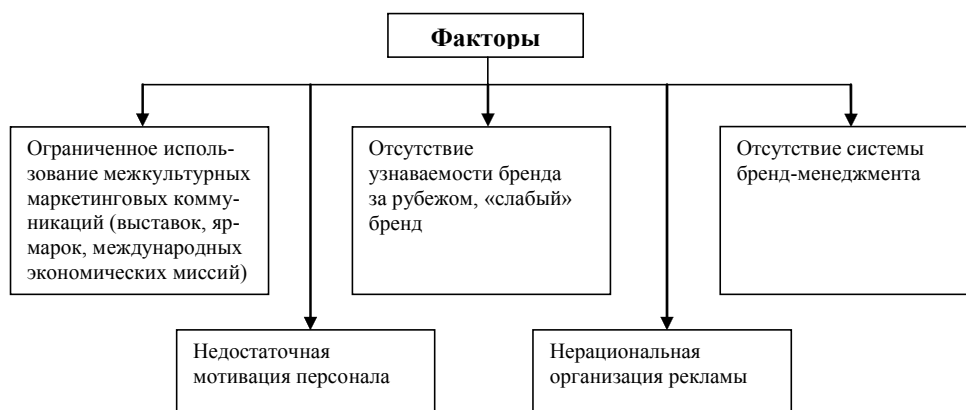 Факторы
Ограниченное исполь-
зование межкультурных
маркетинговых комму-
никаций (выставок, яр-
марок, международных
экономических миссий)
Отсутствие
узнаваемости бренда
за рубежом, «слабый»
бренд
Отсутствие системы
бренд-менеджмента
Недостаточная
мотивация персонала
Нерациональная
организация рекламы